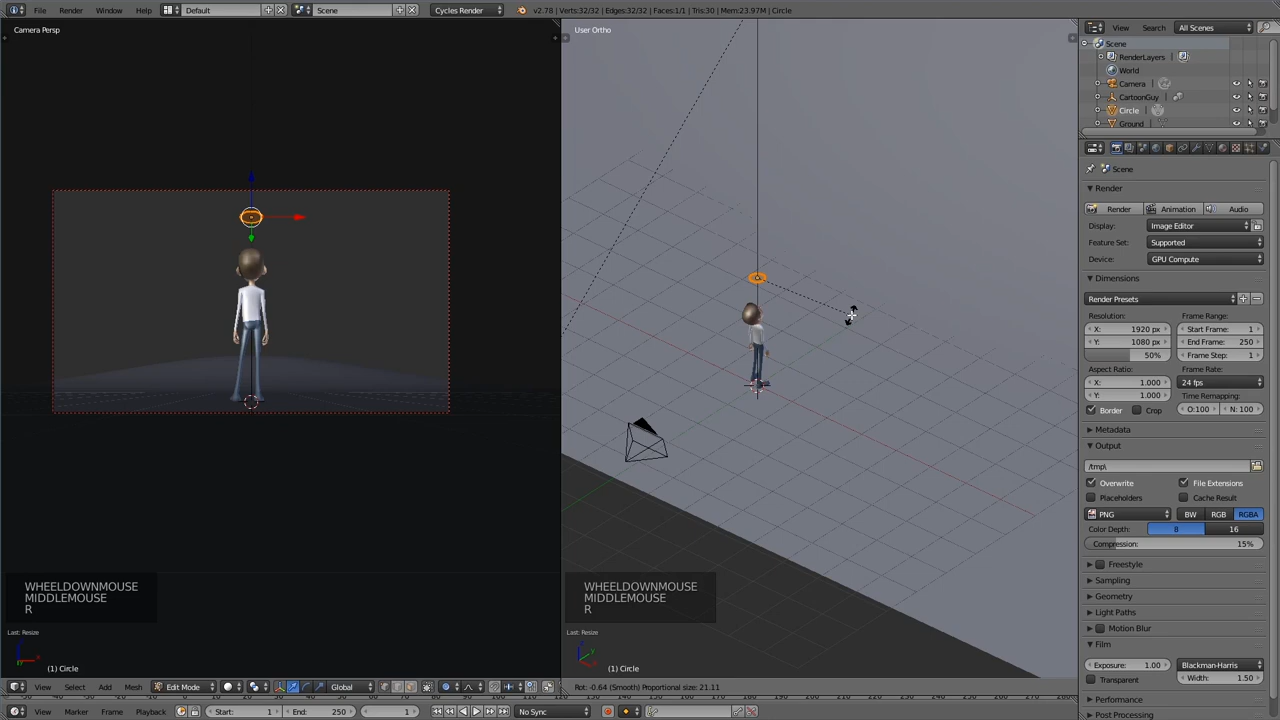 File Render Window Help Default Scene Cycles Render v2.78 | Verts:32/32 | Edges:32/32 | Faces:1/1 | Tris:30 | Mem:23.97M | Circle
Camera Persp
User Ortho
View Search All Scenes
Scene
RenderLayers
World
Camera
CartoonGuy
Circle
Ground
Scene
Render
Render Animation Audio
Display: Image Editor
Feature Set: Supported
Device: GPU Compute
Dimensions
Render Presets
Resolution: Frame Range:
X: 1920 px Start Frame: 1
Y: 1080 px End Frame: 250
50% Frame Step: 1
Aspect Ratio: Frame Rate:
X: 1.000 24 fps
Y: 1.000 Time Remapping:
Border Crop O:100 N: 100
Metadata
Output
/tmp\
Overwrite File Extensions
Placeholders Cache Result
PNG BW RGB RGBA
Color Depth: 8 16
Compression: 15%
Freestyle
Sampling
Geometry
Light Paths
Motion Blur
Film
Exposure: 1.00 Blackman-Harris
Transparent Width: 1.50
Performance
Post Processing
WHEELDOWNMOUSE
MIDDLEMOUSE
R
Last: Resize
(1) Circle
WHEELDOWNMOUSE
MIDDLEMOUSE
R
Last: Resize
(1) Circle
View Select Add Mesh Edit Mode Global Rot: -0.64 (Smooth) Proportional size: 21.11
View Marker Frame Playback Start: 1 End: 250 1 No Sync